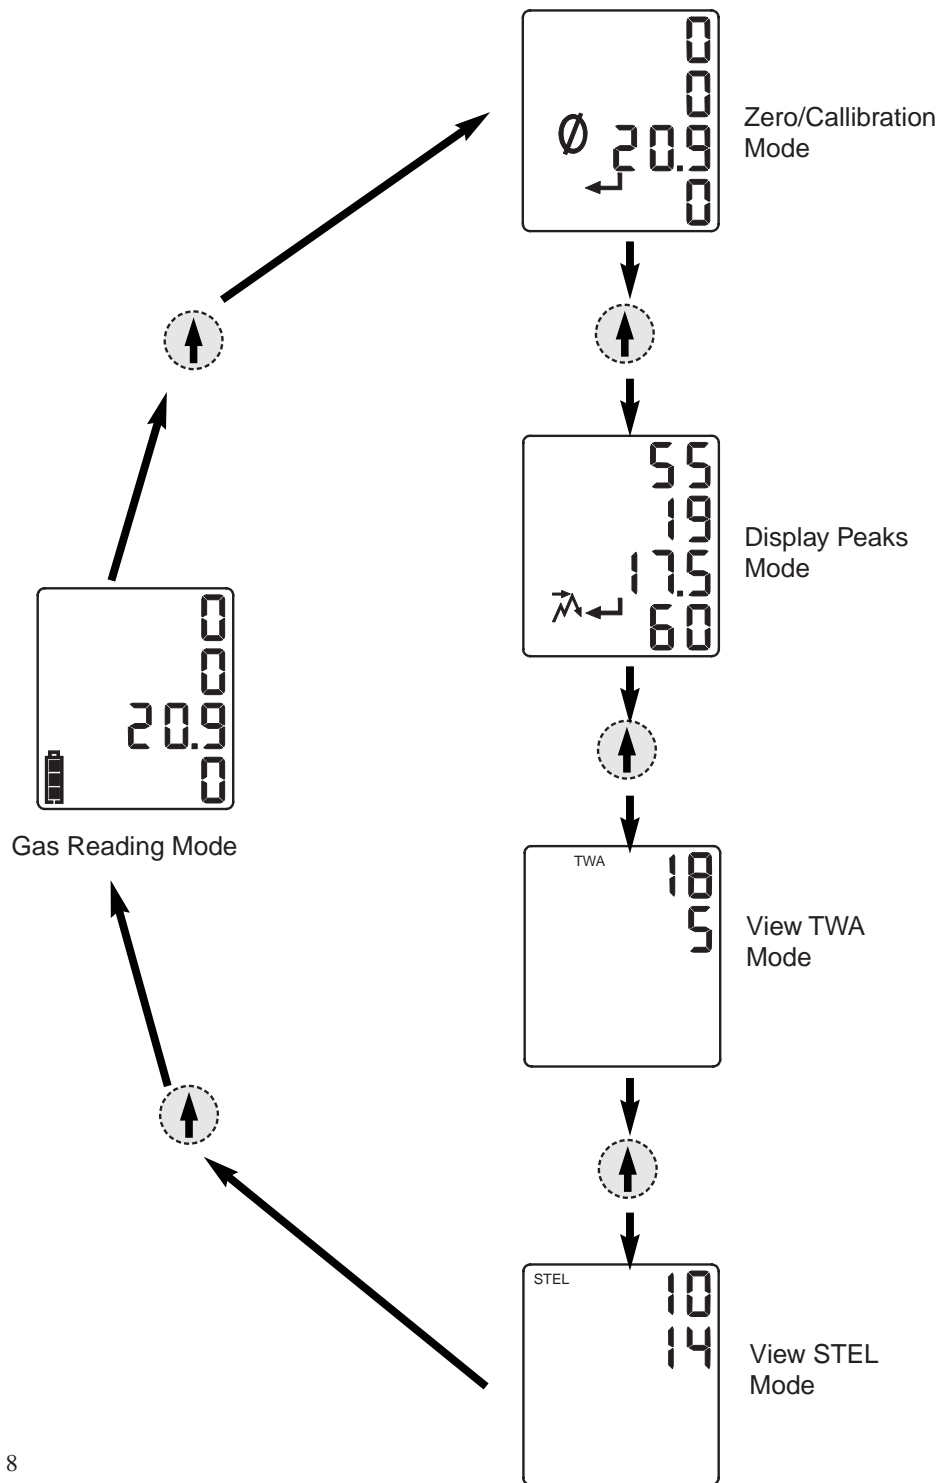 0
0
20.9
0
Zero/Callibration
Mode
55
19
17.5
60
Display Peaks
Mode
0
0
20.9
0
Gas Reading Mode
TWA 18
5
View TWA
Mode
STEL 10
14
View STEL
Mode
8